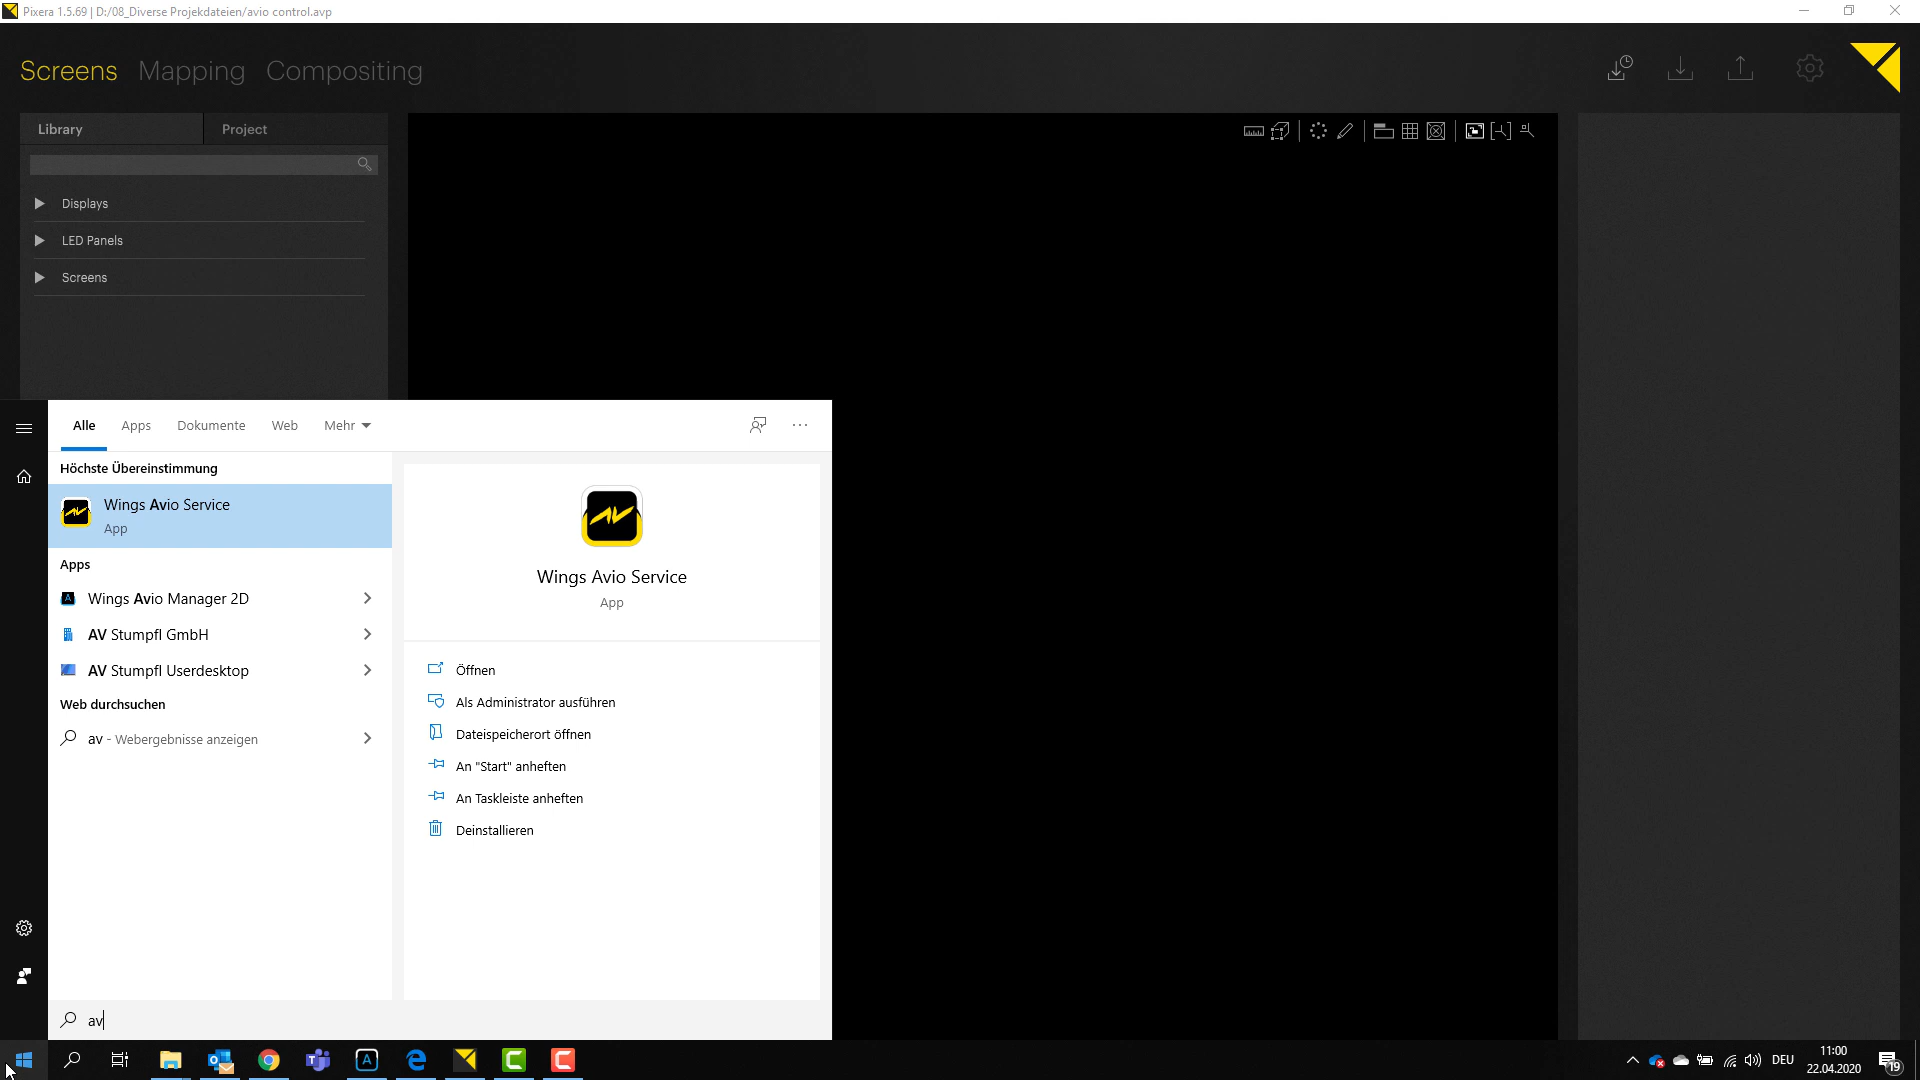 Pixera 1.5.69 | D:/08_Diverse Projekdateien/avio control.avp
Screens Mapping Compositing
Library Project
Displays
LED Panels
Screens
Alle Apps Dokumente Web Mehr
Höchste Übereinstimmung
Wings Avio Service
App
Apps
Wings Avio Manager 2D
AV Stumpfl GmbH
AV Stumpfl Userdesktop
Web durchsuchen
av - Webergebnisse anzeigen
Wings Avio Service
App
Öffnen
Als Administrator ausführen
Dateispeicherort öffnen
An "Start" anheften
An Taskleiste anheften
Deinstallieren
av
DEU
11:00
22.04.2020
19